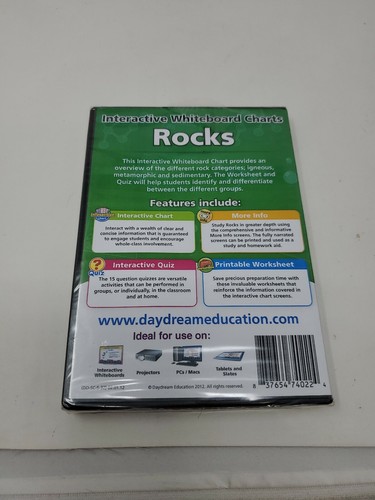 Interactive Whiteboard Charts
Rocks
This Interactive Whiteboard Chart provides an
overview of the different rock categories; igneous,
metamorphic and sedimentary. The Worksheet and
Quiz will help students identify and differentiate
between the different groups.
Features include:
Interactive Chart
Interact with a wealth of clear and
concise information that is guaranteed
to engage students and encourage
whole-class involvement.
More Info
Study Rocks in greater depth using
the comprehensive and informative
More Info screens. The fully narrated
screens can be printed and used as a
study and homework aid.
Quiz
Interactive Quiz
The 15 question quizzes are versatile
activities that can be performed in
groups, or individually, in the classroom
and at home.
Printable Worksheet
Save precious preparation time with
these invaluable worksheets that
reinforce the information covered in
the interactive chart screens.
www.daydreameducation.com
Ideal for use on:
Interactive
Whiteboards
Projectors
PCs / Macs
Tablets and
Slates
© Daydream Education 2012. All rights reserved.
8 37654 74022 4